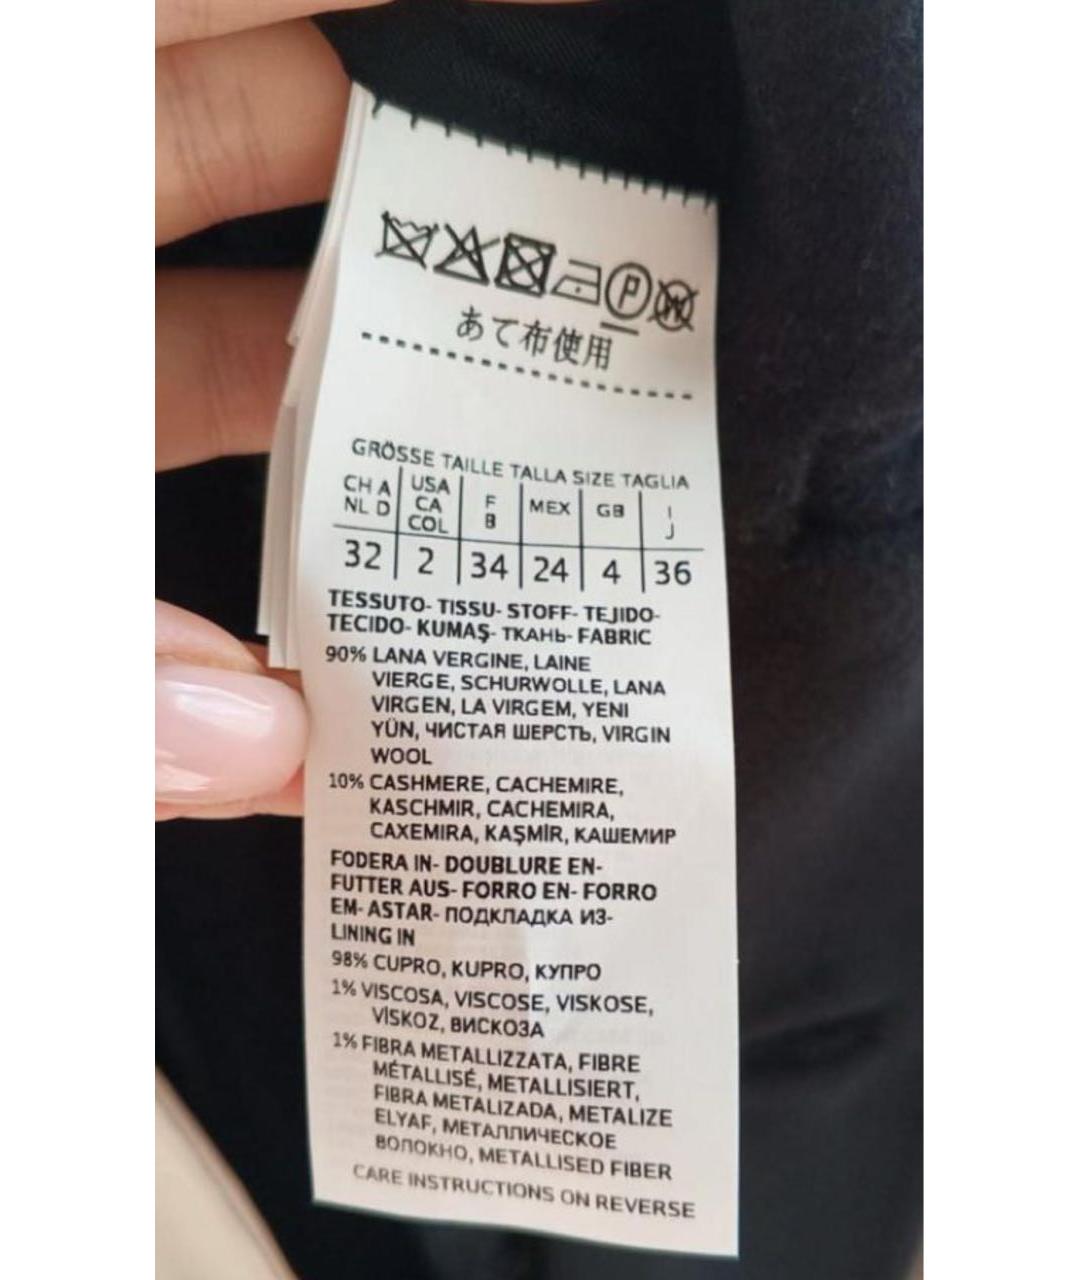 P W
あて布使用
GRÖSSE TAILLE TALLA SIZE TAGLIA
CH A NL D | USA CA COL | F B | MEX | GB | I J
32 | 2 | 34 | 24 | 4 | 36
TESSUTO- TISSU- STOFF- TEJIDO-
TECIDO- KUMAŞ- ТКАНЬ- FABRIC
90% LANA VERGINE, LAINE
VIERGE, SCHURWOLLE, LANA
VIRGEN, LA VIRGEM, YENI
YÜN, ЧИСТАЯ ШЕРСТЬ, VIRGIN
WOOL
10% CASHMERE, CACHEMIRE,
KASCHMIR, CACHEMIRA,
CAXEMIRA, KAŞMİR, КАШЕМИР
FODERA IN- DOUBLURE EN-
FUTTER AUS- FORRO EN- FORRO
EM- ASTAR- ПОДКЛАДКА ИЗ-
LINING IN
98% CUPRO, KUPRO, КУПРО
1% VISCOSA, VISCOSE, VISKOSE,
VİSKOZ, ВИСКОЗА
1% FIBRA METALLIZZATA, FIBRE
MÉTALLISÉ, METALLISIERT,
FIBRA METALIZADA, METALIZE
ELYAF, МЕТАЛЛИЧЕСКОЕ
ВОЛОКНО, METALLISED FIBER
CARE INSTRUCTIONS ON REVERSE